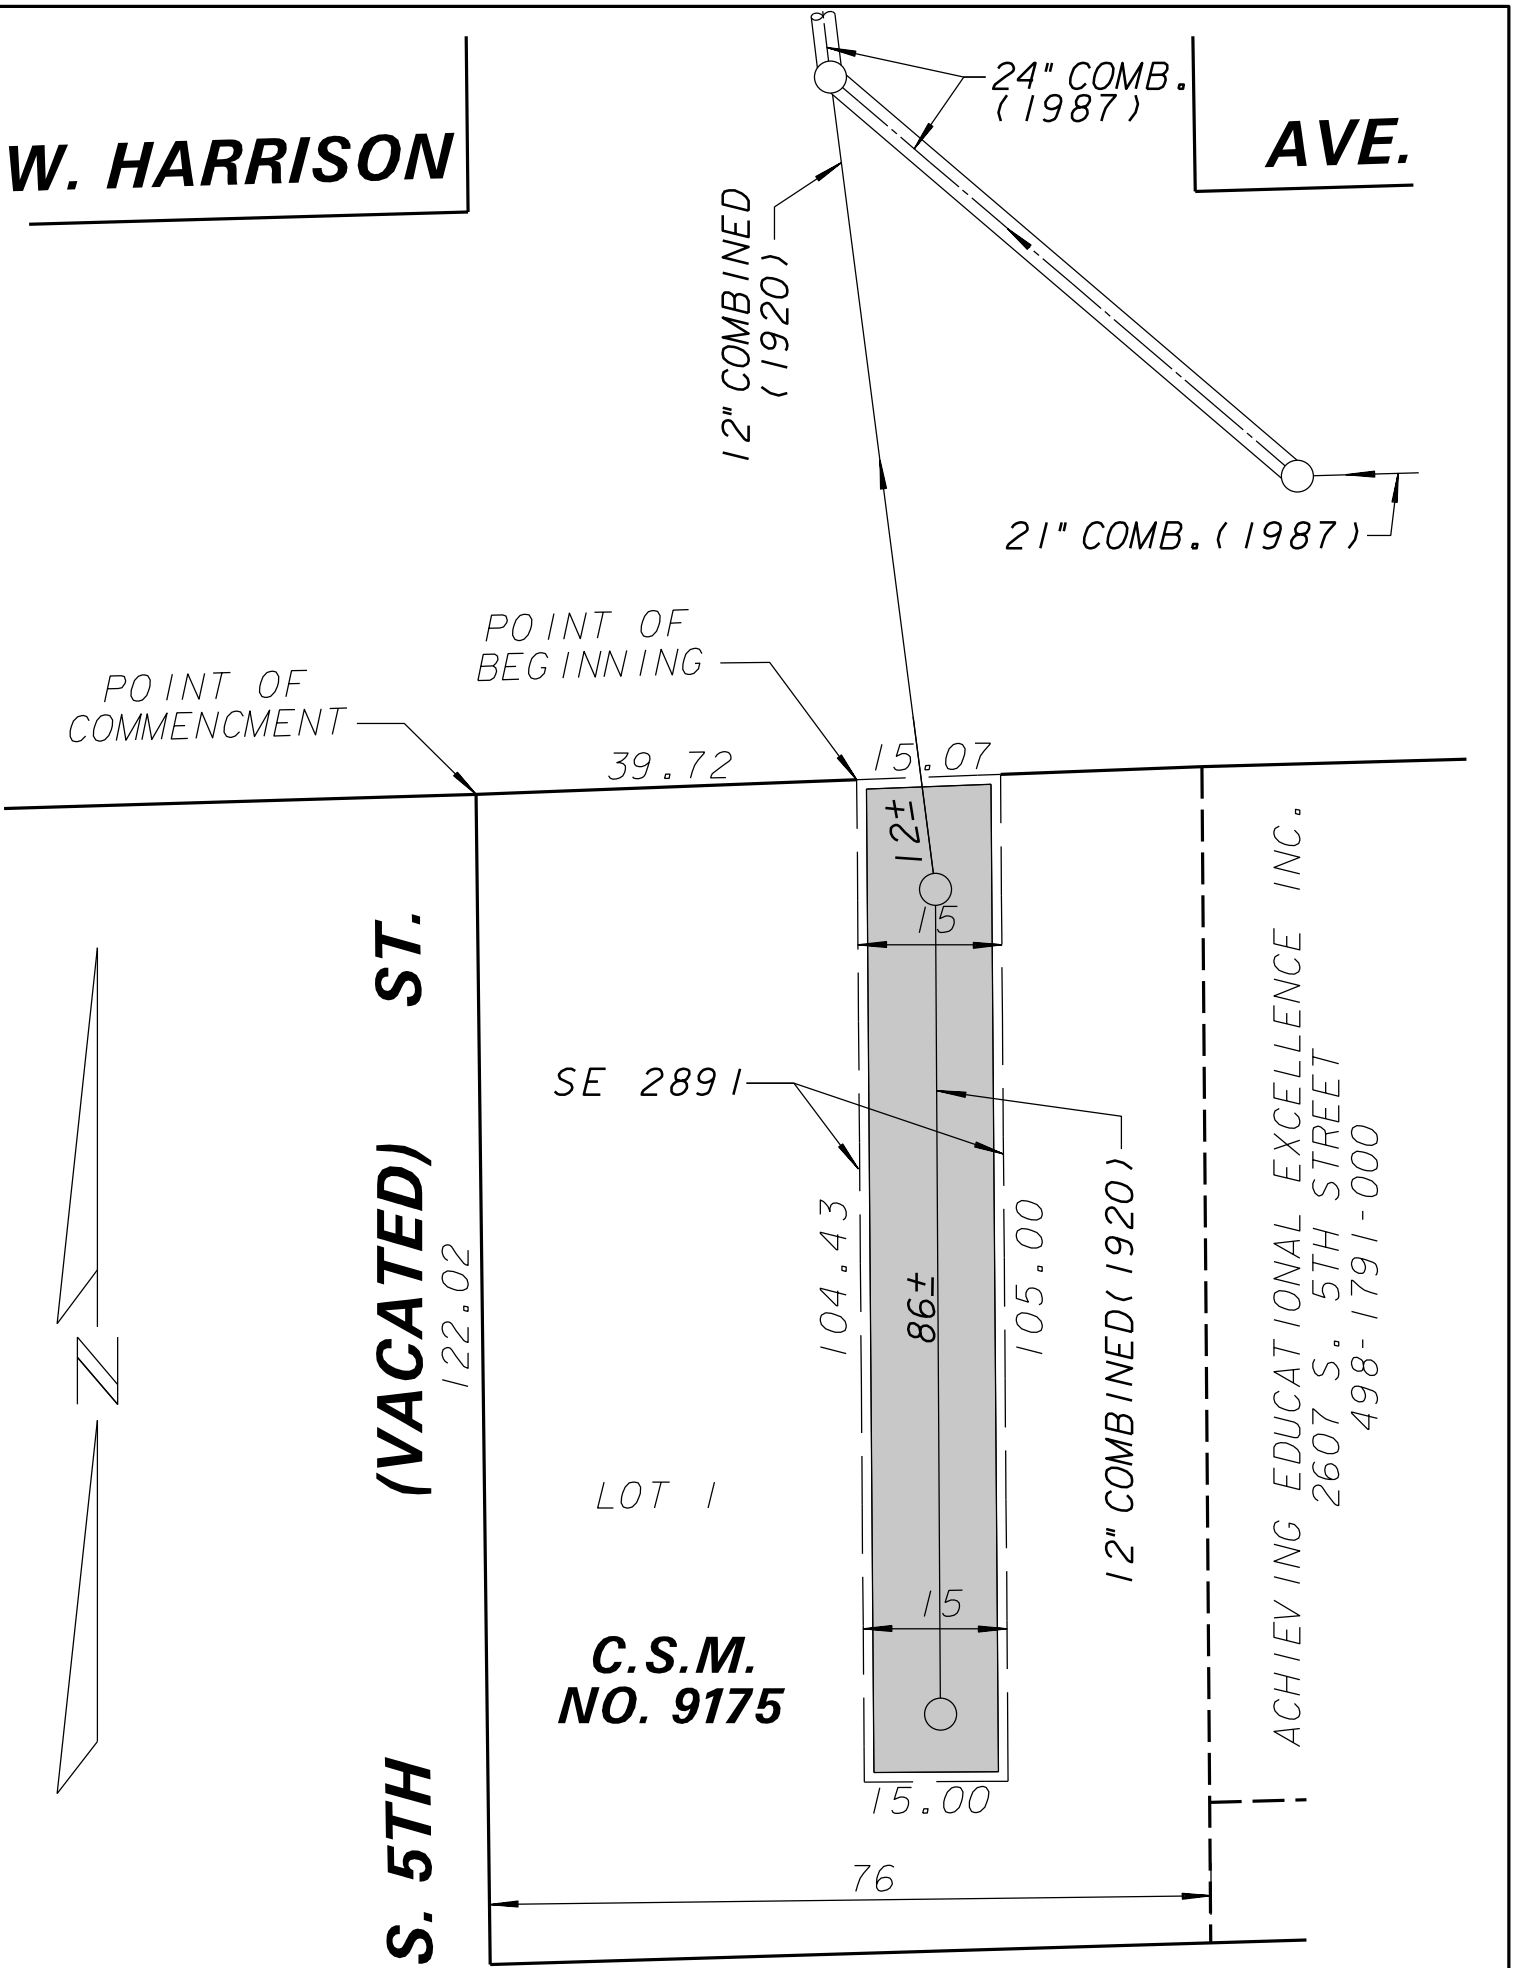 24" COMB.
(1987)
W. HARRISON
AVE.
12" COMBINED
(1920)
21" COMB.(1987)
POINT OF
BEGINNING
POINT OF
COMMENCMENT
39.72
15.07
12±
15
ST.
SE 2891
(VACATED)
122.02
104.43
86±
105.00
12" COMBINED(1920)
ACHIEVING EDUCATIONAL EXCELLENCE INC.
2607 S. 5TH STREET
498-1791-000
N
LOT 1
15
C.S.M.
NO. 9175
S. 5TH
15.00
76